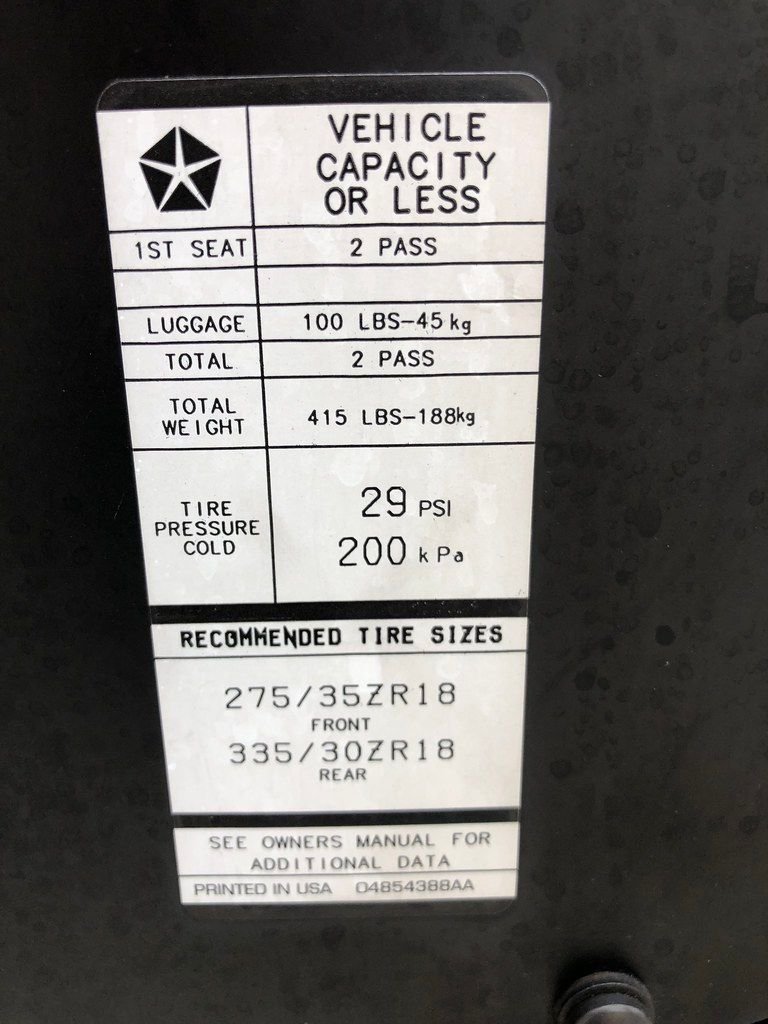 VEHICLE
CAPACITY
OR LESS
1ST SEAT 2 PASS
LUGGAGE 100 LBS-45 kg
TOTAL 2 PASS
TOTAL
WEIGHT 415 LBS-188kg
TIRE
PRESSURE
COLD
29 PSI
200 kPa
RECOMMENDED TIRE SIZES
275/35ZR18
FRONT
335/30ZR18
REAR
SEE OWNERS MANUAL FOR
ADDITIONAL DATA
PRINTED IN USA 04854388AA